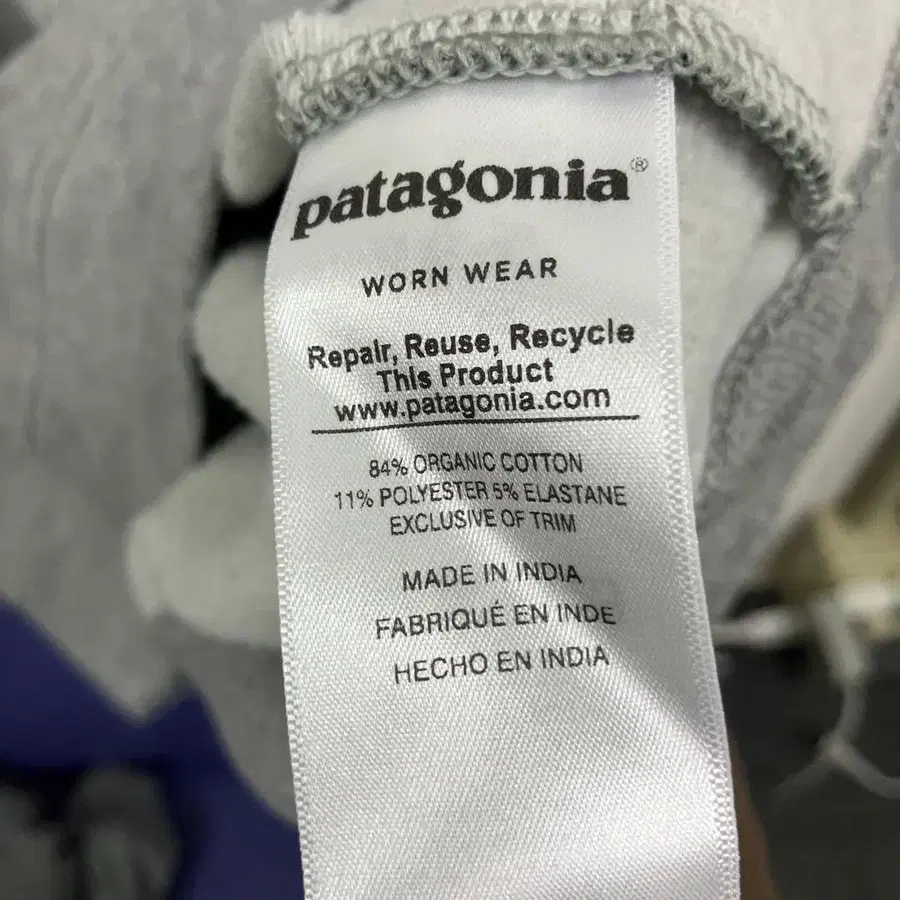 patagonia®
WORN WEAR
Repair, Reuse, Recycle
This Product
www.patagonia.com
84% ORGANIC COTTON
11% POLYESTER 5% ELASTANE
EXCLUSIVE OF TRIM
MADE IN INDIA
FABRIQUÉ EN INDE
HECHO EN INDIA